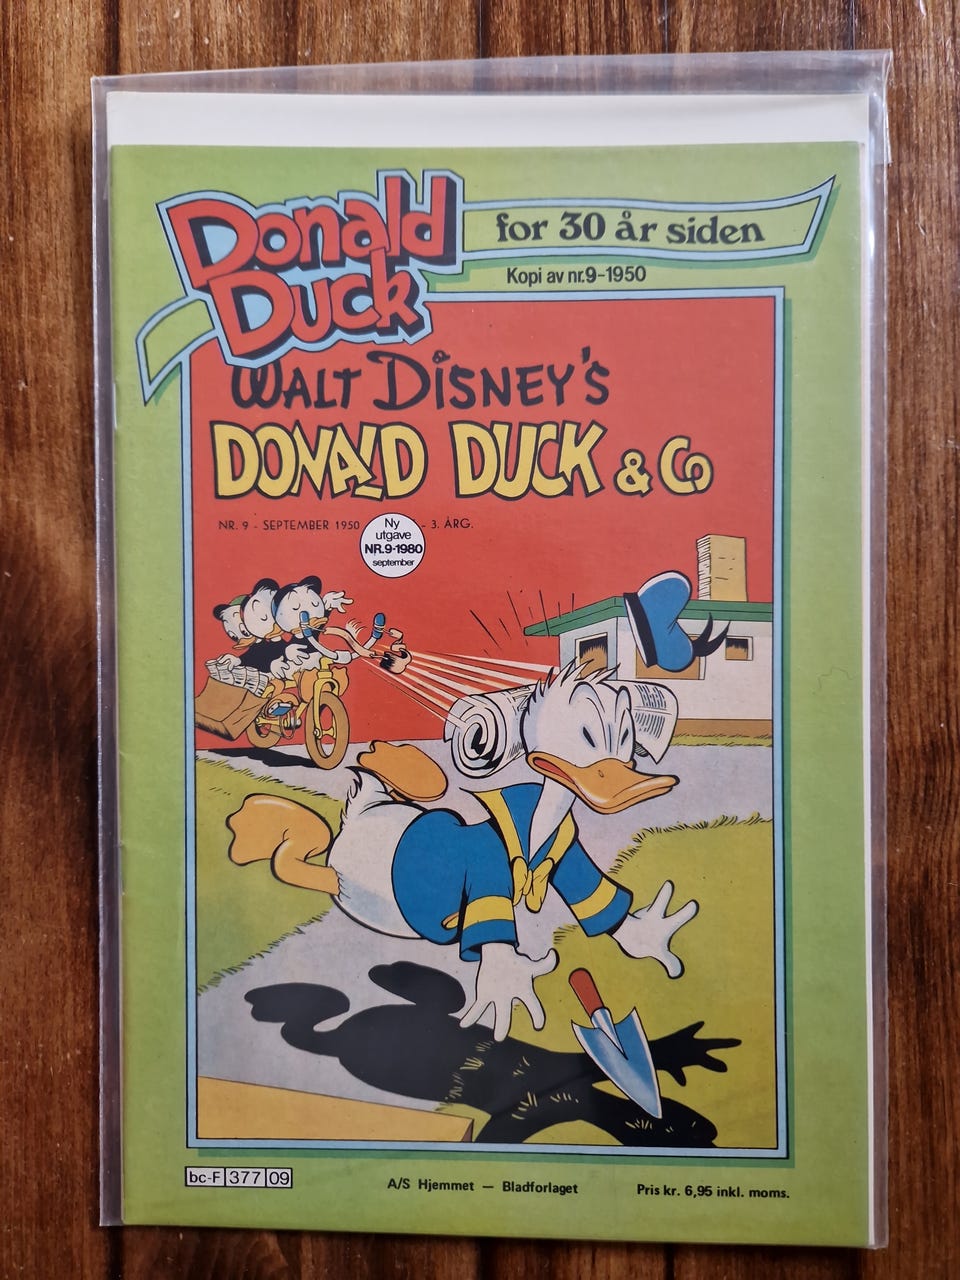 Donald
Duck
for 30 år siden
Kopi av nr.9-1950
WALT DISNEY'S
DONALD DUCK & Co
NR. 9 - SEPTEMBER 1950 - 3. ÅRG.
Ny
utgave
NR.9-1980
september
bc-F 377 09
A/S Hjemmet — Bladforlaget
Pris kr. 6,95 inkl. moms.